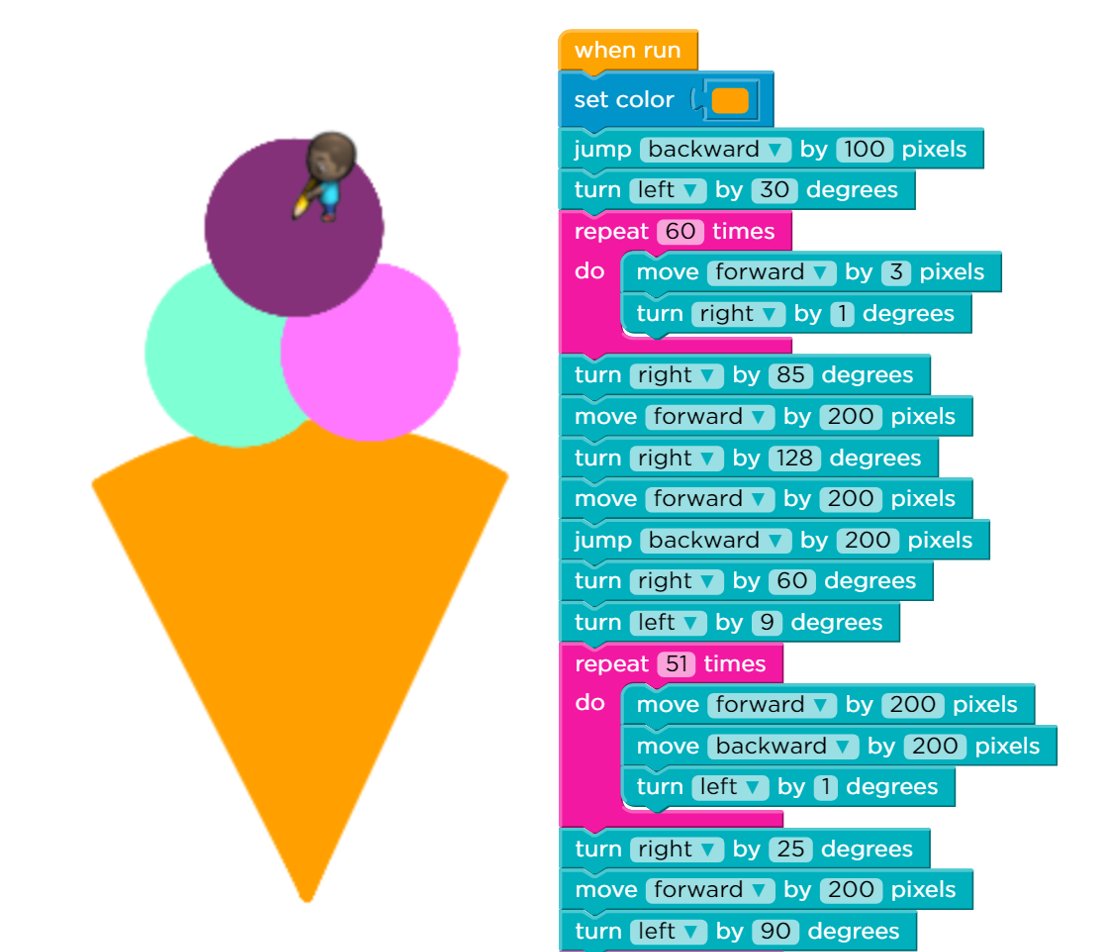 when run
set color
jump backward ▼ by 100 pixels
turn left ▼ by 30 degrees
repeat 60 times
do move forward ▼ by 3 pixels
turn right ▼ by 1 degrees
turn right ▼ by 85 degrees
move forward ▼ by 200 pixels
turn right ▼ by 128 degrees
move forward ▼ by 200 pixels
jump backward ▼ by 200 pixels
turn right ▼ by 60 degrees
turn left ▼ by 9 degrees
repeat 51 times
do move forward ▼ by 200 pixels
move backward ▼ by 200 pixels
turn left ▼ by 1 degrees
turn right ▼ by 25 degrees
move forward ▼ by 200 pixels
turn left ▼ by 90 degrees